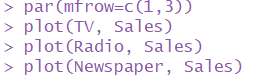 > par(mfrow=c(1,3))
> plot(TV, Sales)
> plot(Radio, Sales)
> plot(Newspaper, Sales)